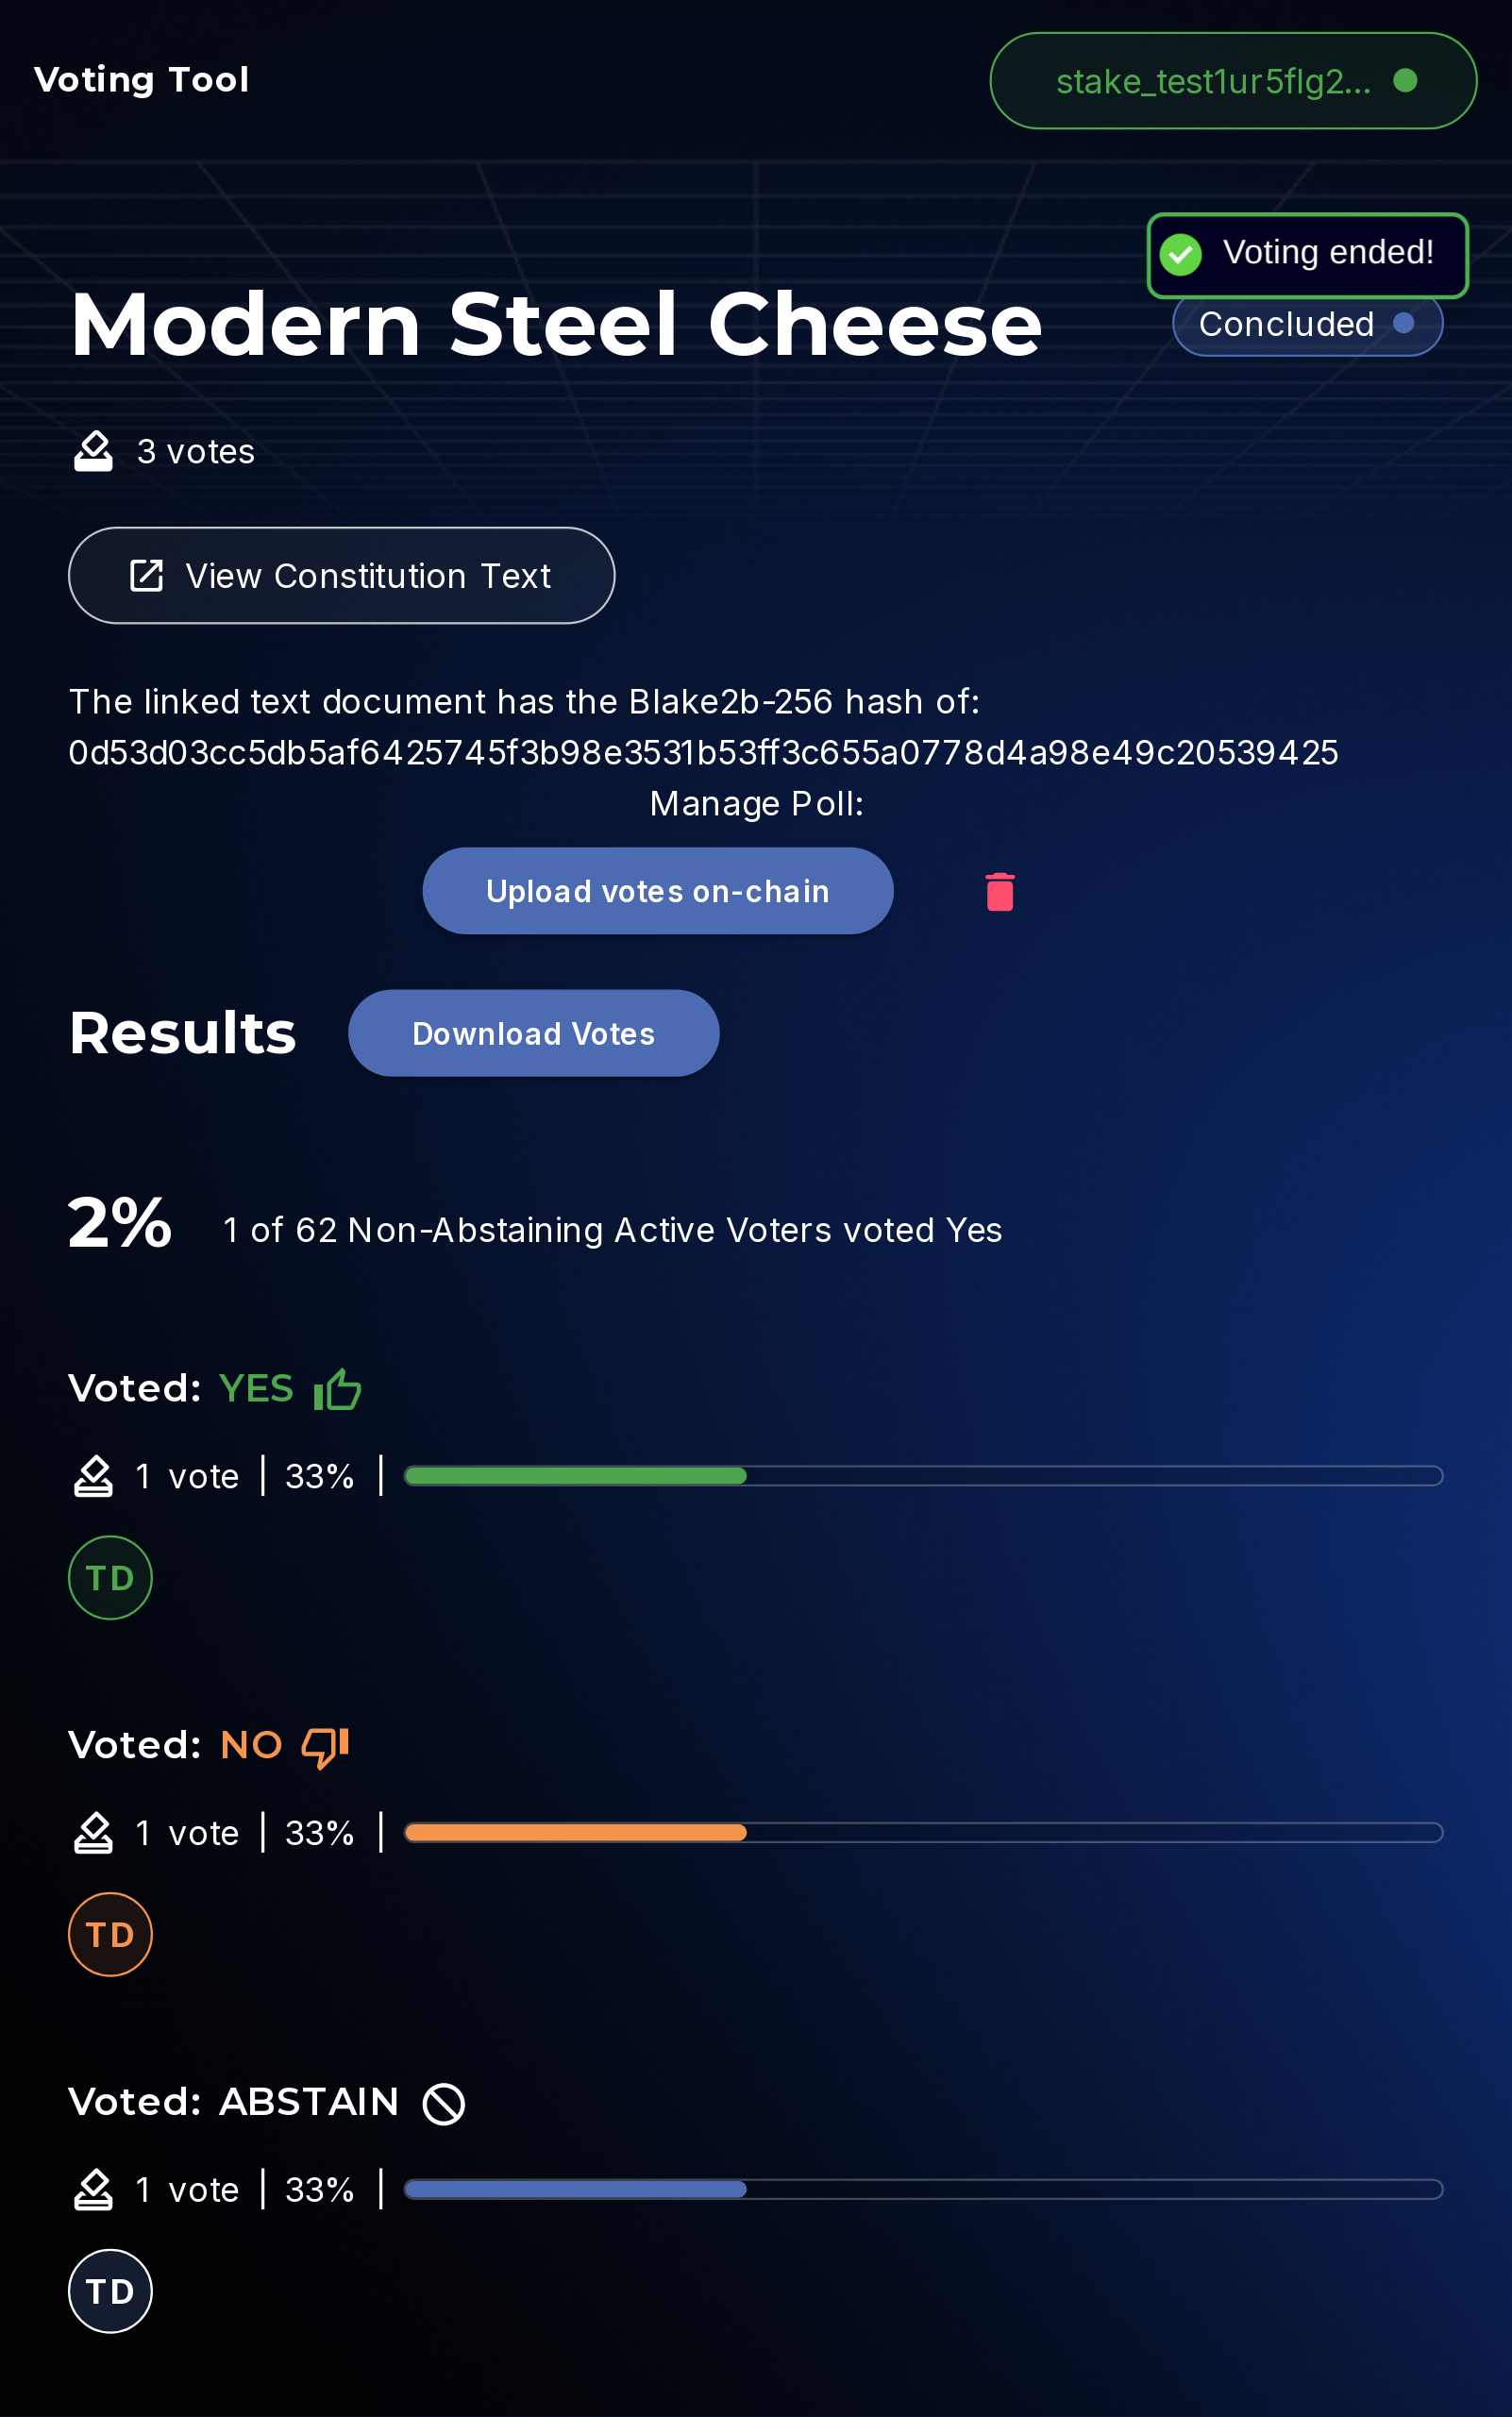 Voting Tool
stake_test1ur5flg2...
Voting ended!
Modern Steel Cheese
Concluded
3 votes
View Constitution Text
The linked text document has the Blake2b-256 hash of:
0d53d03cc5db5af6425745f3b98e3531b53ff3c655a0778d4a98e49c20539425
Manage Poll:
Upload votes on-chain
Results
Download Votes
2%
1 of 62 Non-Abstaining Active Voters voted Yes
Voted: YES
1 vote | 33% |
TD
Voted: NO
1 vote | 33% |
TD
Voted: ABSTAIN
1 vote | 33% |
TD